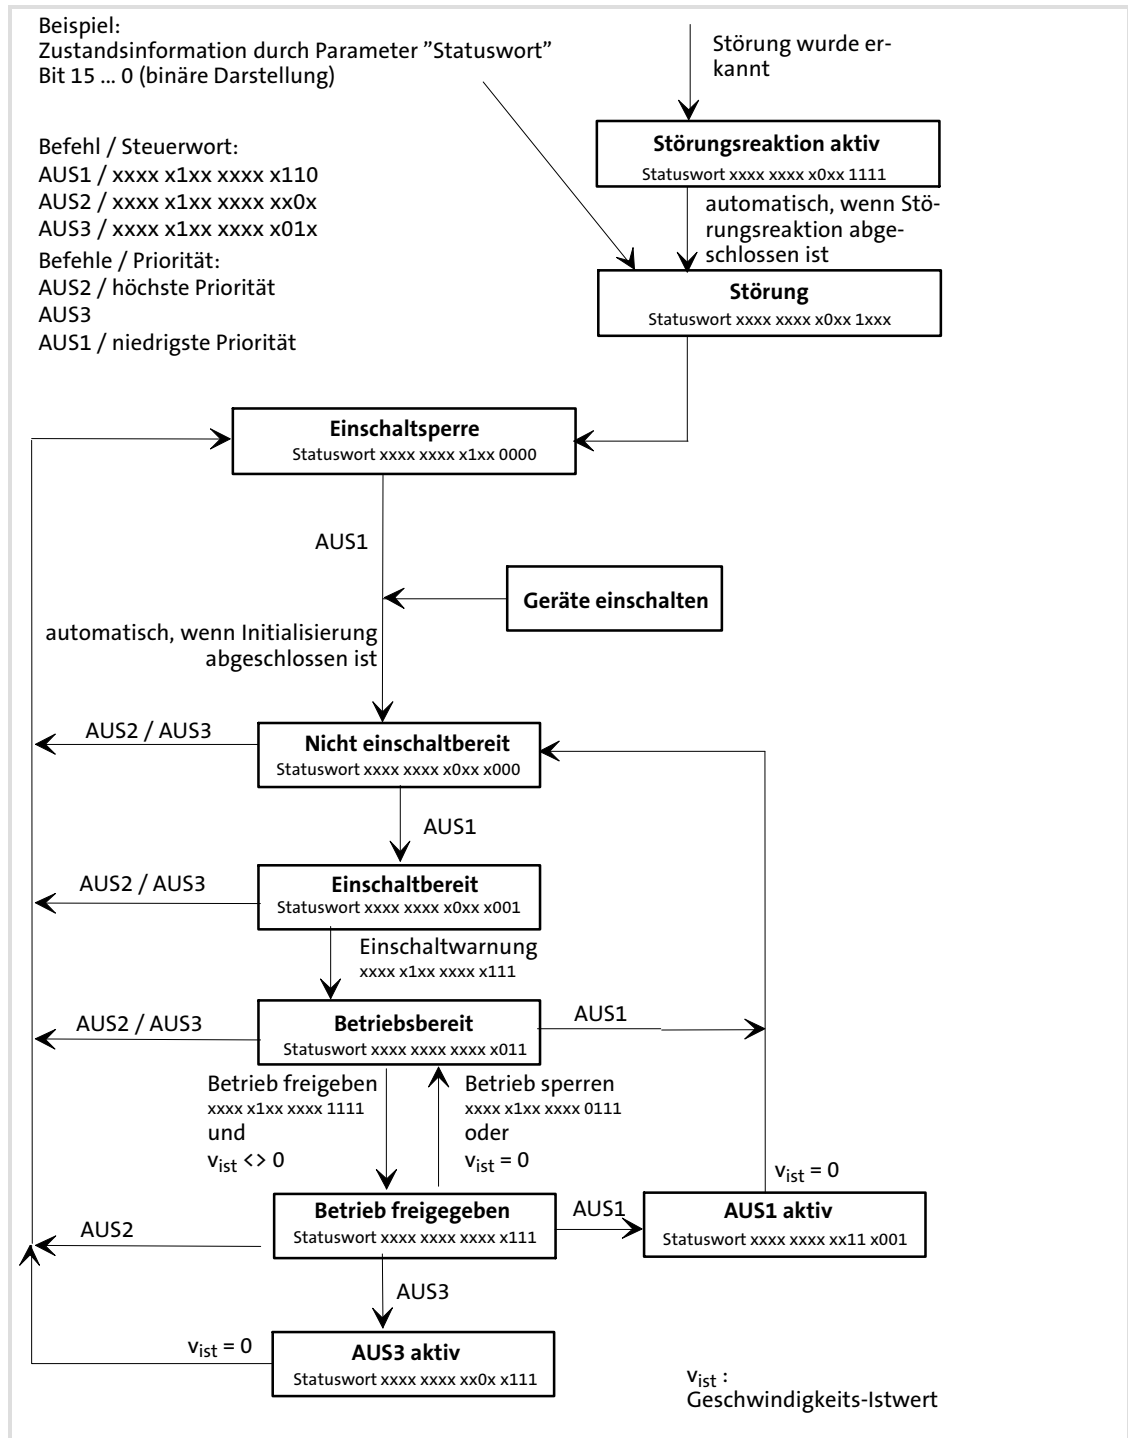 Beispiel:
Zustandsinformation durch Parameter "Statuswort"
Bit 15 ... 0 (binäre Darstellung)
Störung wurde er-
kannt
Befehl / Steuerwort:
AUS1 / xxxx x1xx xxxx x110
AUS2 / xxxx x1xx xxxx xx0x
AUS3 / xxxx x1xx xxxx x01x
Befehle / Priorität:
AUS2 / höchste Priorität
AUS3
AUS1 / niedrigste Priorität
Störungsreaktion aktiv
Statuswort xxxx xxxx x0xx 1111
automatisch, wenn Stö-
rungsreaktion abge-
schlossen ist
Störung
Statuswort xxxx xxxx x0xx 1xxx
Einschaltsperre
Statuswort xxxx xxxx x1xx 0000
AUS1
Geräte einschalten
automatisch, wenn Initialisierung
abgeschlossen ist
AUS2 / AUS3
Nicht einschaltbereit
Statuswort xxxx xxxx x0xx x000
AUS1
AUS2 / AUS3
Einschaltbereit
Statuswort xxxx xxxx x0xx x001
Einschaltwarnung
xxxx x1xx xxxx x111
AUS2 / AUS3
Betriebsbereit
Statuswort xxxx xxxx xxxx x011
AUS1
Betrieb freigeben
xxxx x1xx xxxx 1111
und
vist <> 0
Betrieb sperren
xxxx x1xx xxxx 0111
oder
vist = 0
vist = 0
AUS2
Betrieb freigegeben
Statuswort xxxx xxxx xxxx x111
AUS1
AUS1 aktiv
Statuswort xxxx xxxx xx11 x001
AUS3
vist = 0
AUS3 aktiv
Statuswort xxxx xxxx xx0x x111
vist :
Geschwindigkeits-Istwert